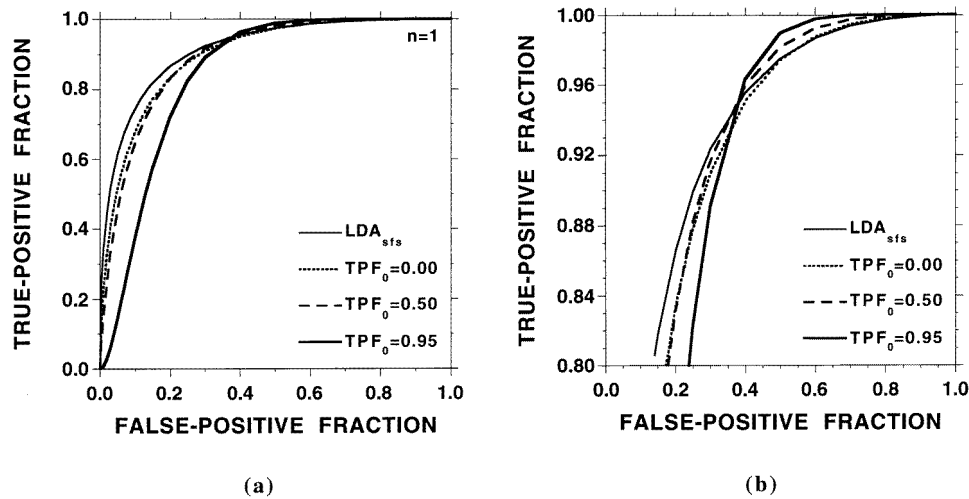 TRUE-POSITIVE FRACTION
1.0
0.8
0.6
0.4
0.2
0.0
n=1
LDA_sfs
TPF_0=0.00
TPF_0=0.50
TPF_0=0.95
0.0 0.2 0.4 0.6 0.8 1.0
FALSE-POSITIVE FRACTION
(a)
TRUE-POSITIVE FRACTION
1.00
0.96
0.92
0.88
0.84
0.80
LDA_sfs
TPF_0=0.00
TPF_0=0.50
TPF_0=0.95
0.0 0.2 0.4 0.6 0.8 1.0
FALSE-POSITIVE FRACTION
(b)